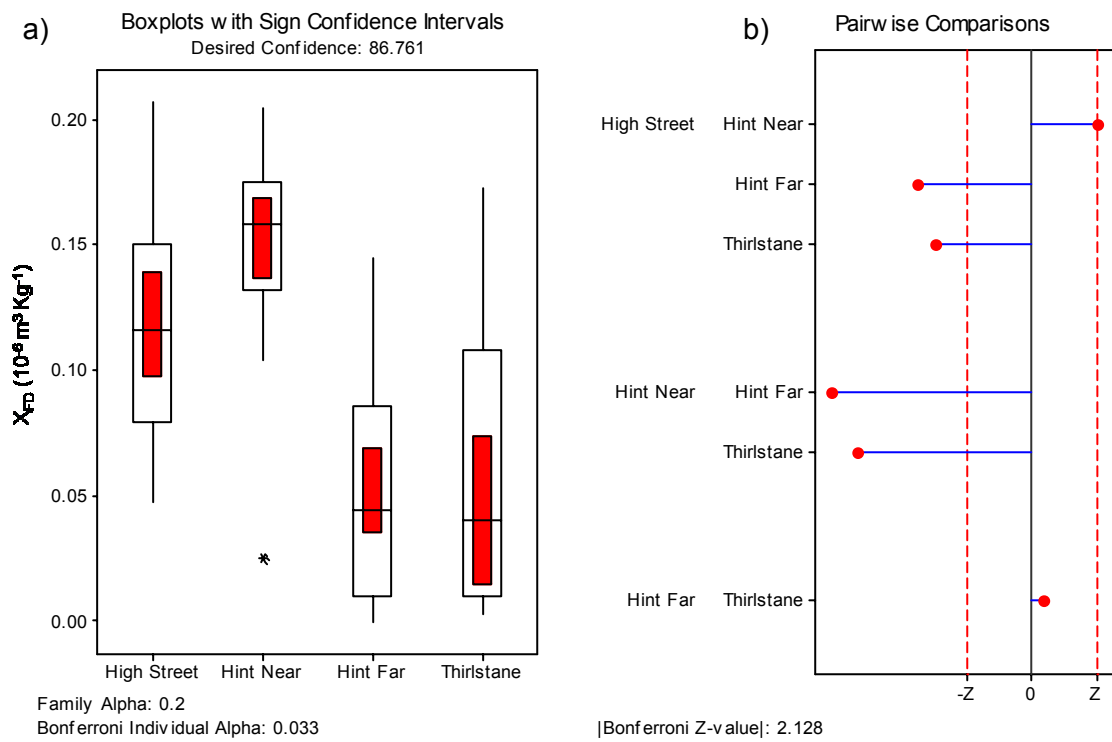 a)
Boxplots with Sign Confidence Intervals
Desired Confidence: 86.761
0.20
0.15
0.10
0.05
0.00
X_FD (10⁻⁶ m³ Kg⁻¹)
High Street Hint Near Hint Far Thirlstane
Family Alpha: 0.2
Bonferroni Individual Alpha: 0.033
b)
Pairwise Comparisons
High Street Hint Near
Hint Far
Thirlstane
Hint Near Hint Far
Thirlstane
Hint Far Thirlstane
-Z 0 Z
|Bonferroni Z-value|: 2.128